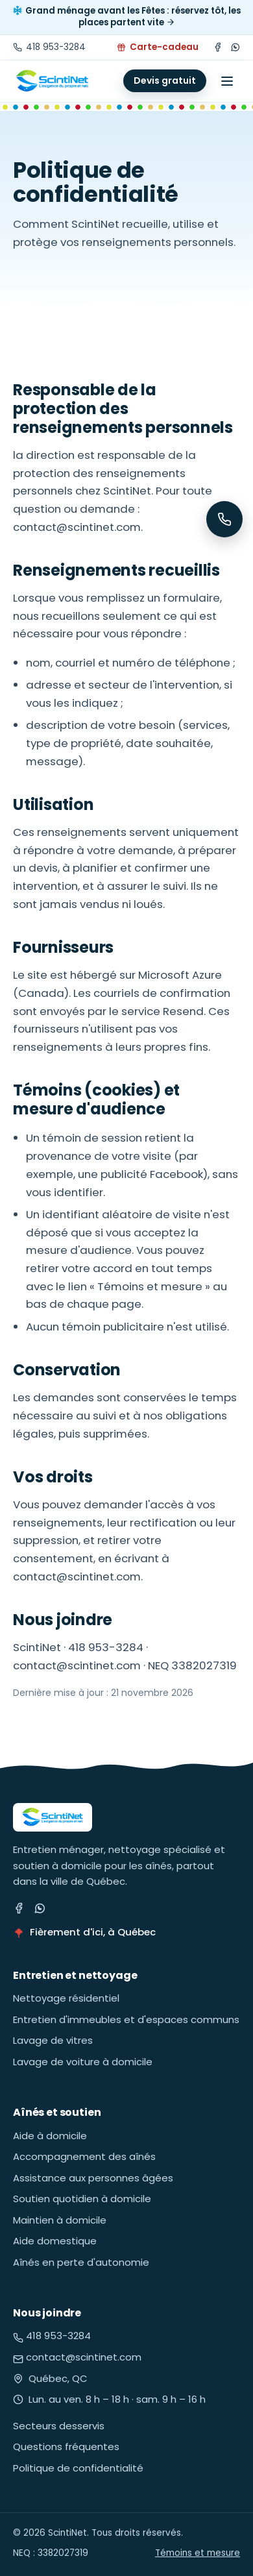 Grand ménage avant les Fêtes : réservez tôt, les
places partent vite →
418 953-3284
Carte-cadeau
ScintiNet
Devis gratuit
Politique de
confidentialité
Comment ScintiNet recueille, utilise et
protège vos renseignements personnels.
Responsable de la
protection des
renseignements personnels
la direction est responsable de la
protection des renseignements
personnels chez ScintiNet. Pour toute
question ou demande :
contact@scintinet.com.
Renseignements recueillis
Lorsque vous remplissez un formulaire,
nous recueillons seulement ce qui est
nécessaire pour vous répondre :
• nom, courriel et numéro de téléphone ;
• adresse et secteur de l'intervention, si
vous les indiquez ;
• description de votre besoin (services,
type de propriété, date souhaitée,
message).
Utilisation
Ces renseignements servent uniquement
à répondre à votre demande, à préparer
un devis, à planifier et confirmer une
intervention, et à assurer le suivi. Ils ne
sont jamais vendus ni loués.
Fournisseurs
Le site est hébergé sur Microsoft Azure
(Canada). Les courriels de confirmation
sont envoyés par le service Resend. Ces
fournisseurs n'utilisent pas vos
renseignements à leurs propres fins.
Témoins (cookies) et
mesure d'audience
• Un témoin de session retient la
provenance de votre visite (par
exemple, une publicité Facebook), sans
vous identifier.
• Un identifiant aléatoire de visite n'est
déposé que si vous acceptez la
mesure d'audience. Vous pouvez
retirer votre accord en tout temps
avec le lien « Témoins et mesure » au
bas de chaque page.
• Aucun témoin publicitaire n'est utilisé.
Conservation
Les demandes sont conservées le temps
nécessaire au suivi et à nos obligations
légales, puis supprimées.
Vos droits
Vous pouvez demander l'accès à vos
renseignements, leur rectification ou leur
suppression, et retirer votre
consentement, en écrivant à
contact@scintinet.com.
Nous joindre
ScintiNet · 418 953-3284 ·
contact@scintinet.com · NEQ 3382027319
Dernière mise à jour : 21 novembre 2026
ScintiNet
Entretien ménager, nettoyage spécialisé et
soutien à domicile pour les aînés, partout
dans la ville de Québec.
Fièrement d'ici, à Québec
Entretien et nettoyage
Nettoyage résidentiel
Entretien d'immeubles et d'espaces communs
Lavage de vitres
Lavage de voiture à domicile
Aînés et soutien
Aide à domicile
Accompagnement des aînés
Assistance aux personnes âgées
Soutien quotidien à domicile
Maintien à domicile
Aide domestique
Aînés en perte d'autonomie
Nous joindre
418 953-3284
contact@scintinet.com
Québec, QC
Lun. au ven. 8 h – 18 h · sam. 9 h – 16 h
Secteurs desservis
Questions fréquentes
Politique de confidentialité
© 2026 ScintiNet. Tous droits réservés.
NEQ : 3382027319
Témoins et mesure